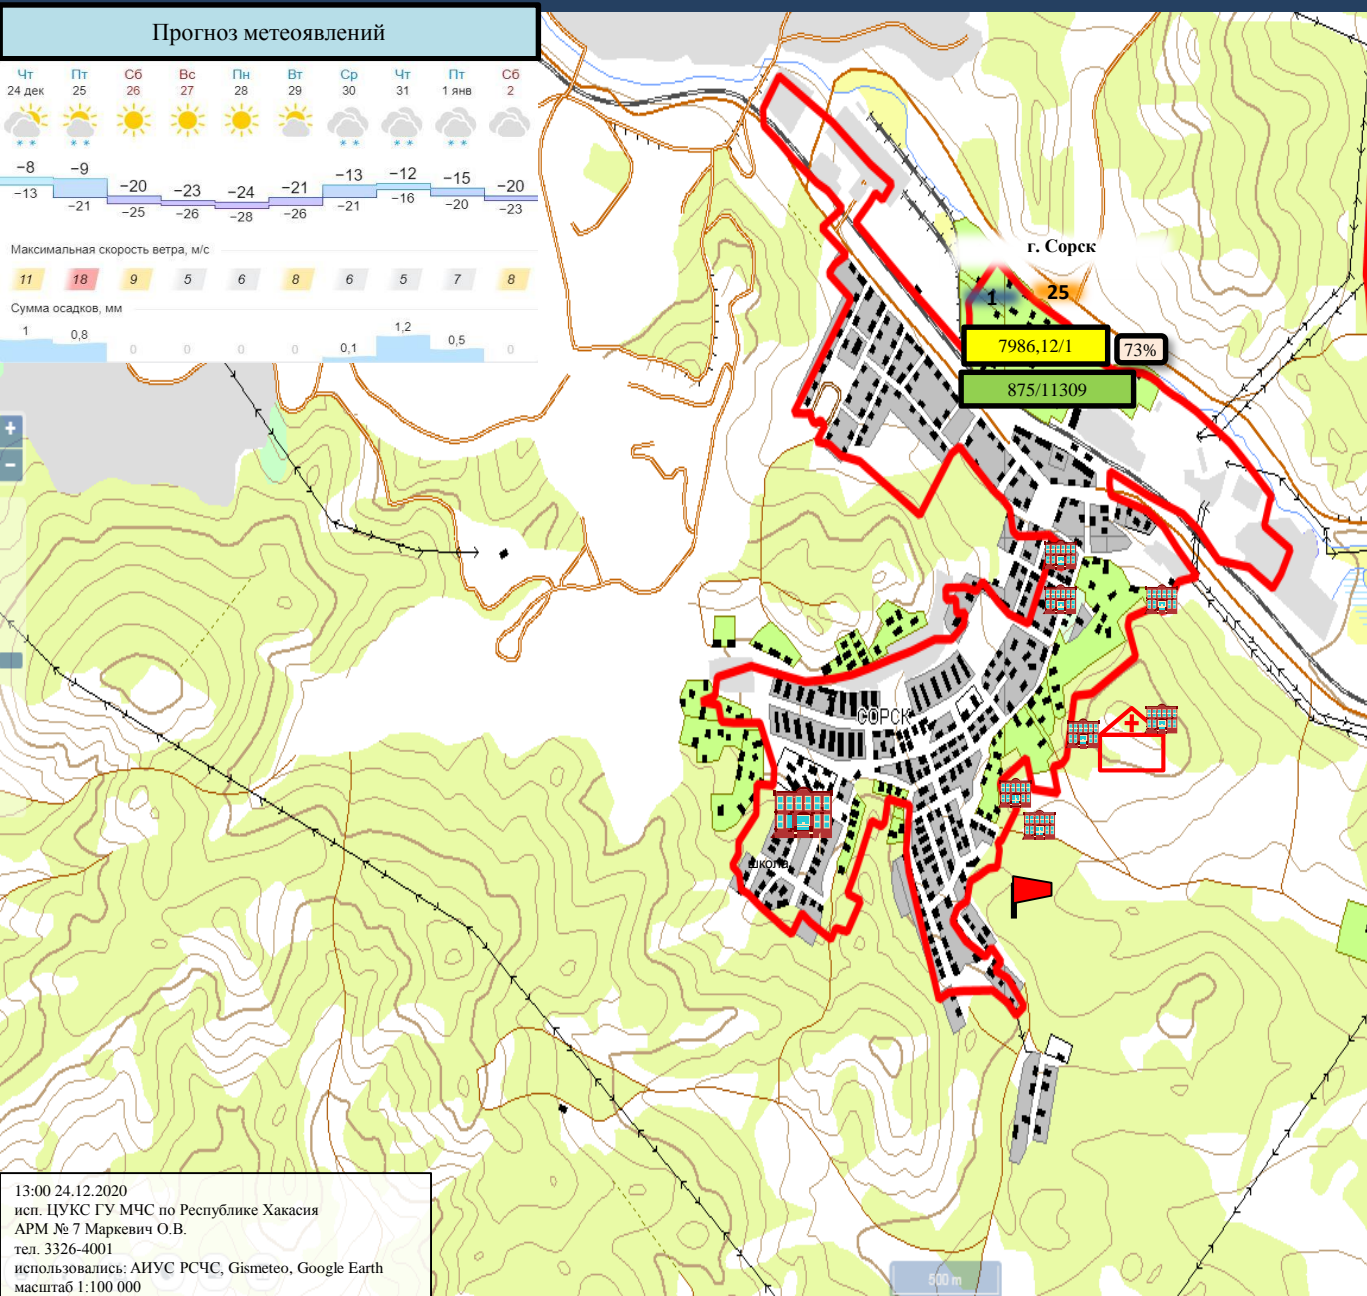 Прогноз метеоявлений
Чт Пт Сб Вс Пн Вт Ср Чт Пт Сб
24 дек 25 26 27 28 29 30 31 1 янв 2
−8 −9 −20 −23 −24 −21 −13 −12 −15 −20
−13 −21 −25 −26 −28 −26 −21 −16 −20 −23
Максимальная скорость ветра, м/с
11 18 9 5 6 8 6 5 7 8
Сумма осадков, мм
1 0,8 0 0 0 0 0,1 1,2 0,5 0
г. Сорск
1 25
7986,12/1 73%
875/11309
СОРСК
школа
13:00 24.12.2020
исп. ЦУКС ГУ МЧС по Республике Хакасия
АРМ № 7 Маркевич О.В.
тел. 3326-4001
использовались: АИУС РСЧС, Gismeteo, Google Earth
масштаб 1:100 000
500 m